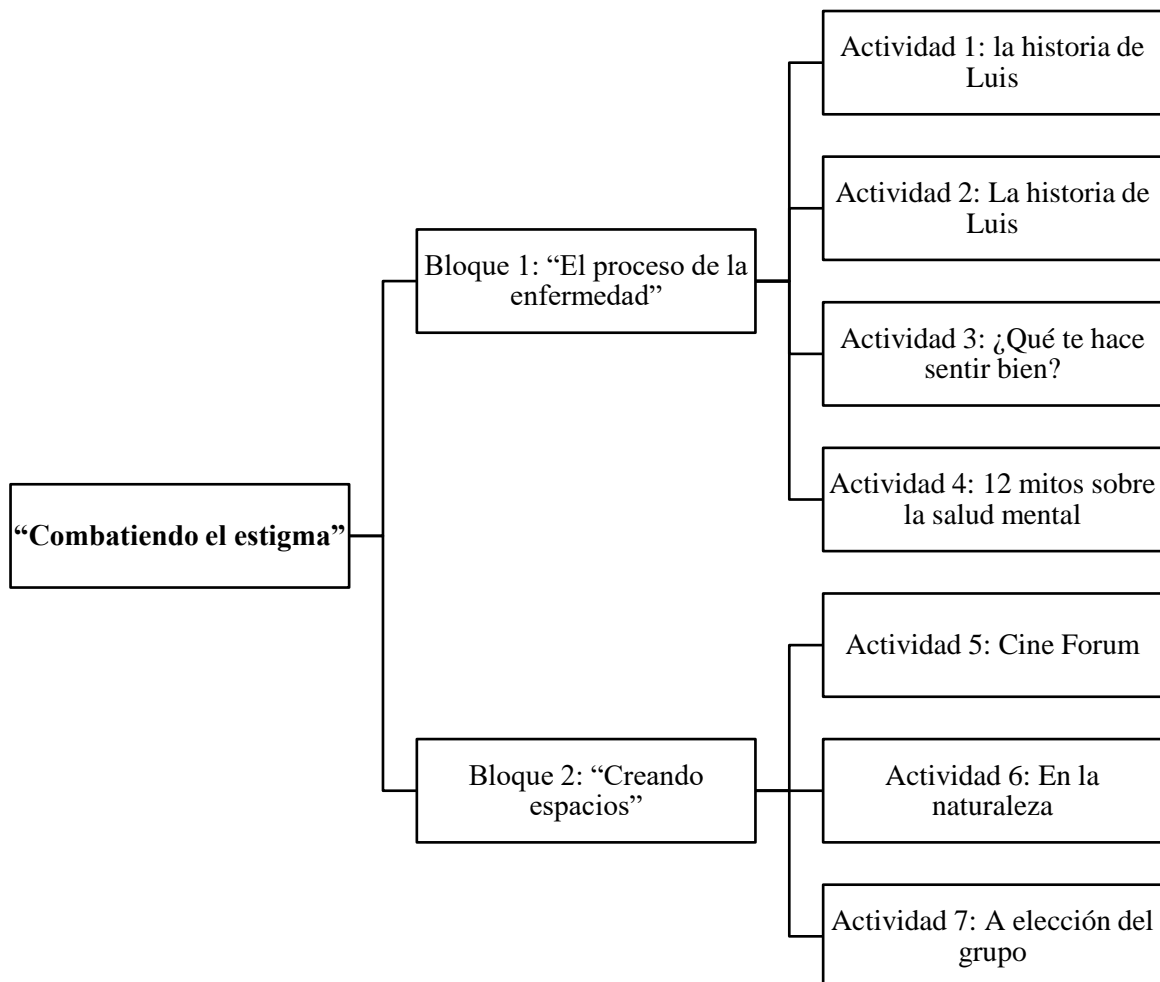 “Combatiendo el estigma”
Bloque 1: “El proceso de la
enfermedad”
Actividad 1: la historia de
Luis
Actividad 2: La historia de
Luis
Actividad 3: ¿Qué te hace
sentir bien?
Actividad 4: 12 mitos sobre
la salud mental
Bloque 2: “Creando
espacios”
Actividad 5: Cine Forum
Actividad 6: En la
naturaleza
Actividad 7: A elección del
grupo